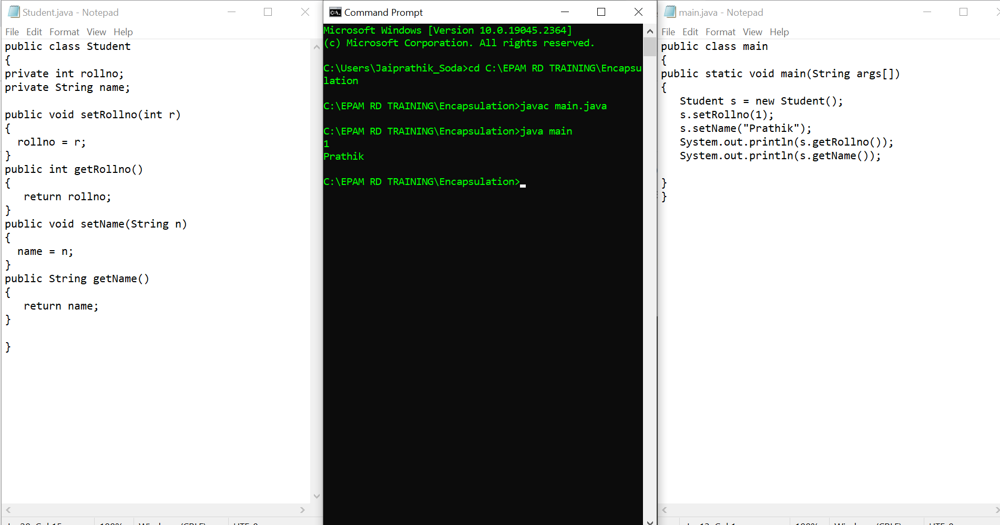 Student.java - Notepad
File Edit Format View Help
public class Student
{
private int rollno;
private String name;
public void setRollno(int r)
{
rollno = r;
}
public int getRollno()
{
return rollno;
}
public void setName(String n)
{
name = n;
}
public String getName()
{
return name;
}
}
Command Prompt
Microsoft Windows [Version 10.0.19045.2364]
(c) Microsoft Corporation. All rights reserved.
C:\Users\Jaiprathik_Soda>cd C:\EPAM RD TRAINING\Encapsu
lation
C:\EPAM RD TRAINING\Encapsulation>javac main.java
C:\EPAM RD TRAINING\Encapsulation>java main
1
Prathik
C:\EPAM RD TRAINING\Encapsulation>
main.java - Notepad
File Edit Format View Help
public class main
{
public static void main(String args[])
{
Student s = new Student();
s.setRollno(1);
s.setName("Prathik");
System.out.println(s.getRollno());
System.out.println(s.getName());
}
}